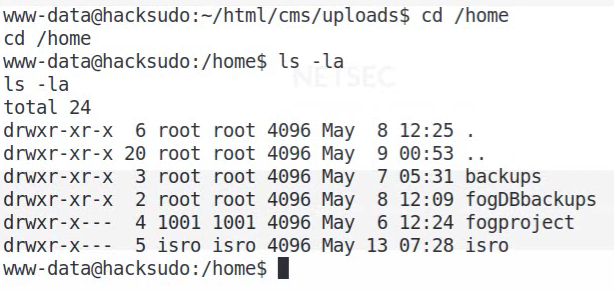 www-data@hacksudo:~/html/cms/uploads$ cd /home
cd /home
www-data@hacksudo:/home$ ls -la
ls -la
NETSEC
total 24
drwxr-xr-x  6 root root 4096 May  8 12:25 .
drwxr-xr-x 20 root root 4096 May  9 00:53 ..
drwxr-xr-x  3 root root 4096 May  7 05:31 backups
drwxr-xr-x  2 root root 4096 May  8 12:09 fogDBbackups
drwxr-x---  4 1001 1001 4096 May  6 12:24 fogproject
drwxr-x---  5 isro isro 4096 May 13 07:28 isro
www-data@hacksudo:/home$